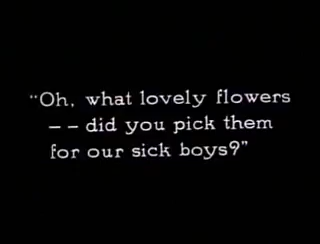 “Oh, what lovely flowers
-- did you pick them
for our sick boys?”